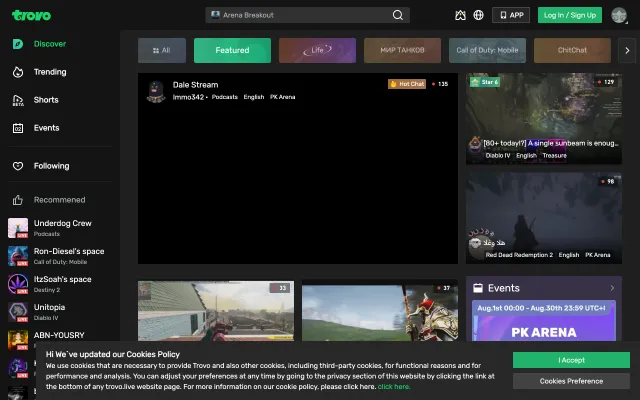 trovo
Arena Breakout
APP
Log In / Sign Up
Discover
Trending
Shorts
BETA
Events
Following
Recommened
Underdog Crew
Podcasts
LIVE
Ron-Diesel's space
Call of Duty: Mobile
LIVE
ItzSoah's space
Destiny 2
LIVE
Unitopia
Diablo IV
LIVE
ABN-YOUSRY
LIVE
All
Featured
Life
МИР ТАНКОВ
Call of Duty: Mobile
ChitChat
Dale Stream
Immo342 • Podcasts English PK Arena
Hot Chat
135
Star 6
129
[80+ today!?] A single sunbeam is enoug...
Diablo IV English Treasure
98
Red Dead Redemption 2 English PK Arena
33
37
Events
Aug.1st 00:00 - Aug.30th 23:59 UTC+
PK ARENA
Hi We've updated our Cookies Policy
We use cookies that are necessary to provide Trovo and also other cookies, including third-party cookies, for functional reasons and for
performance and analysis. You can adjust your preferences at any time by going to the privacy section of this website by clicking the link at
the bottom of any trovo.live website page. For more information on our cookie policy, please click here. click here.
I Accept
Cookies Preference